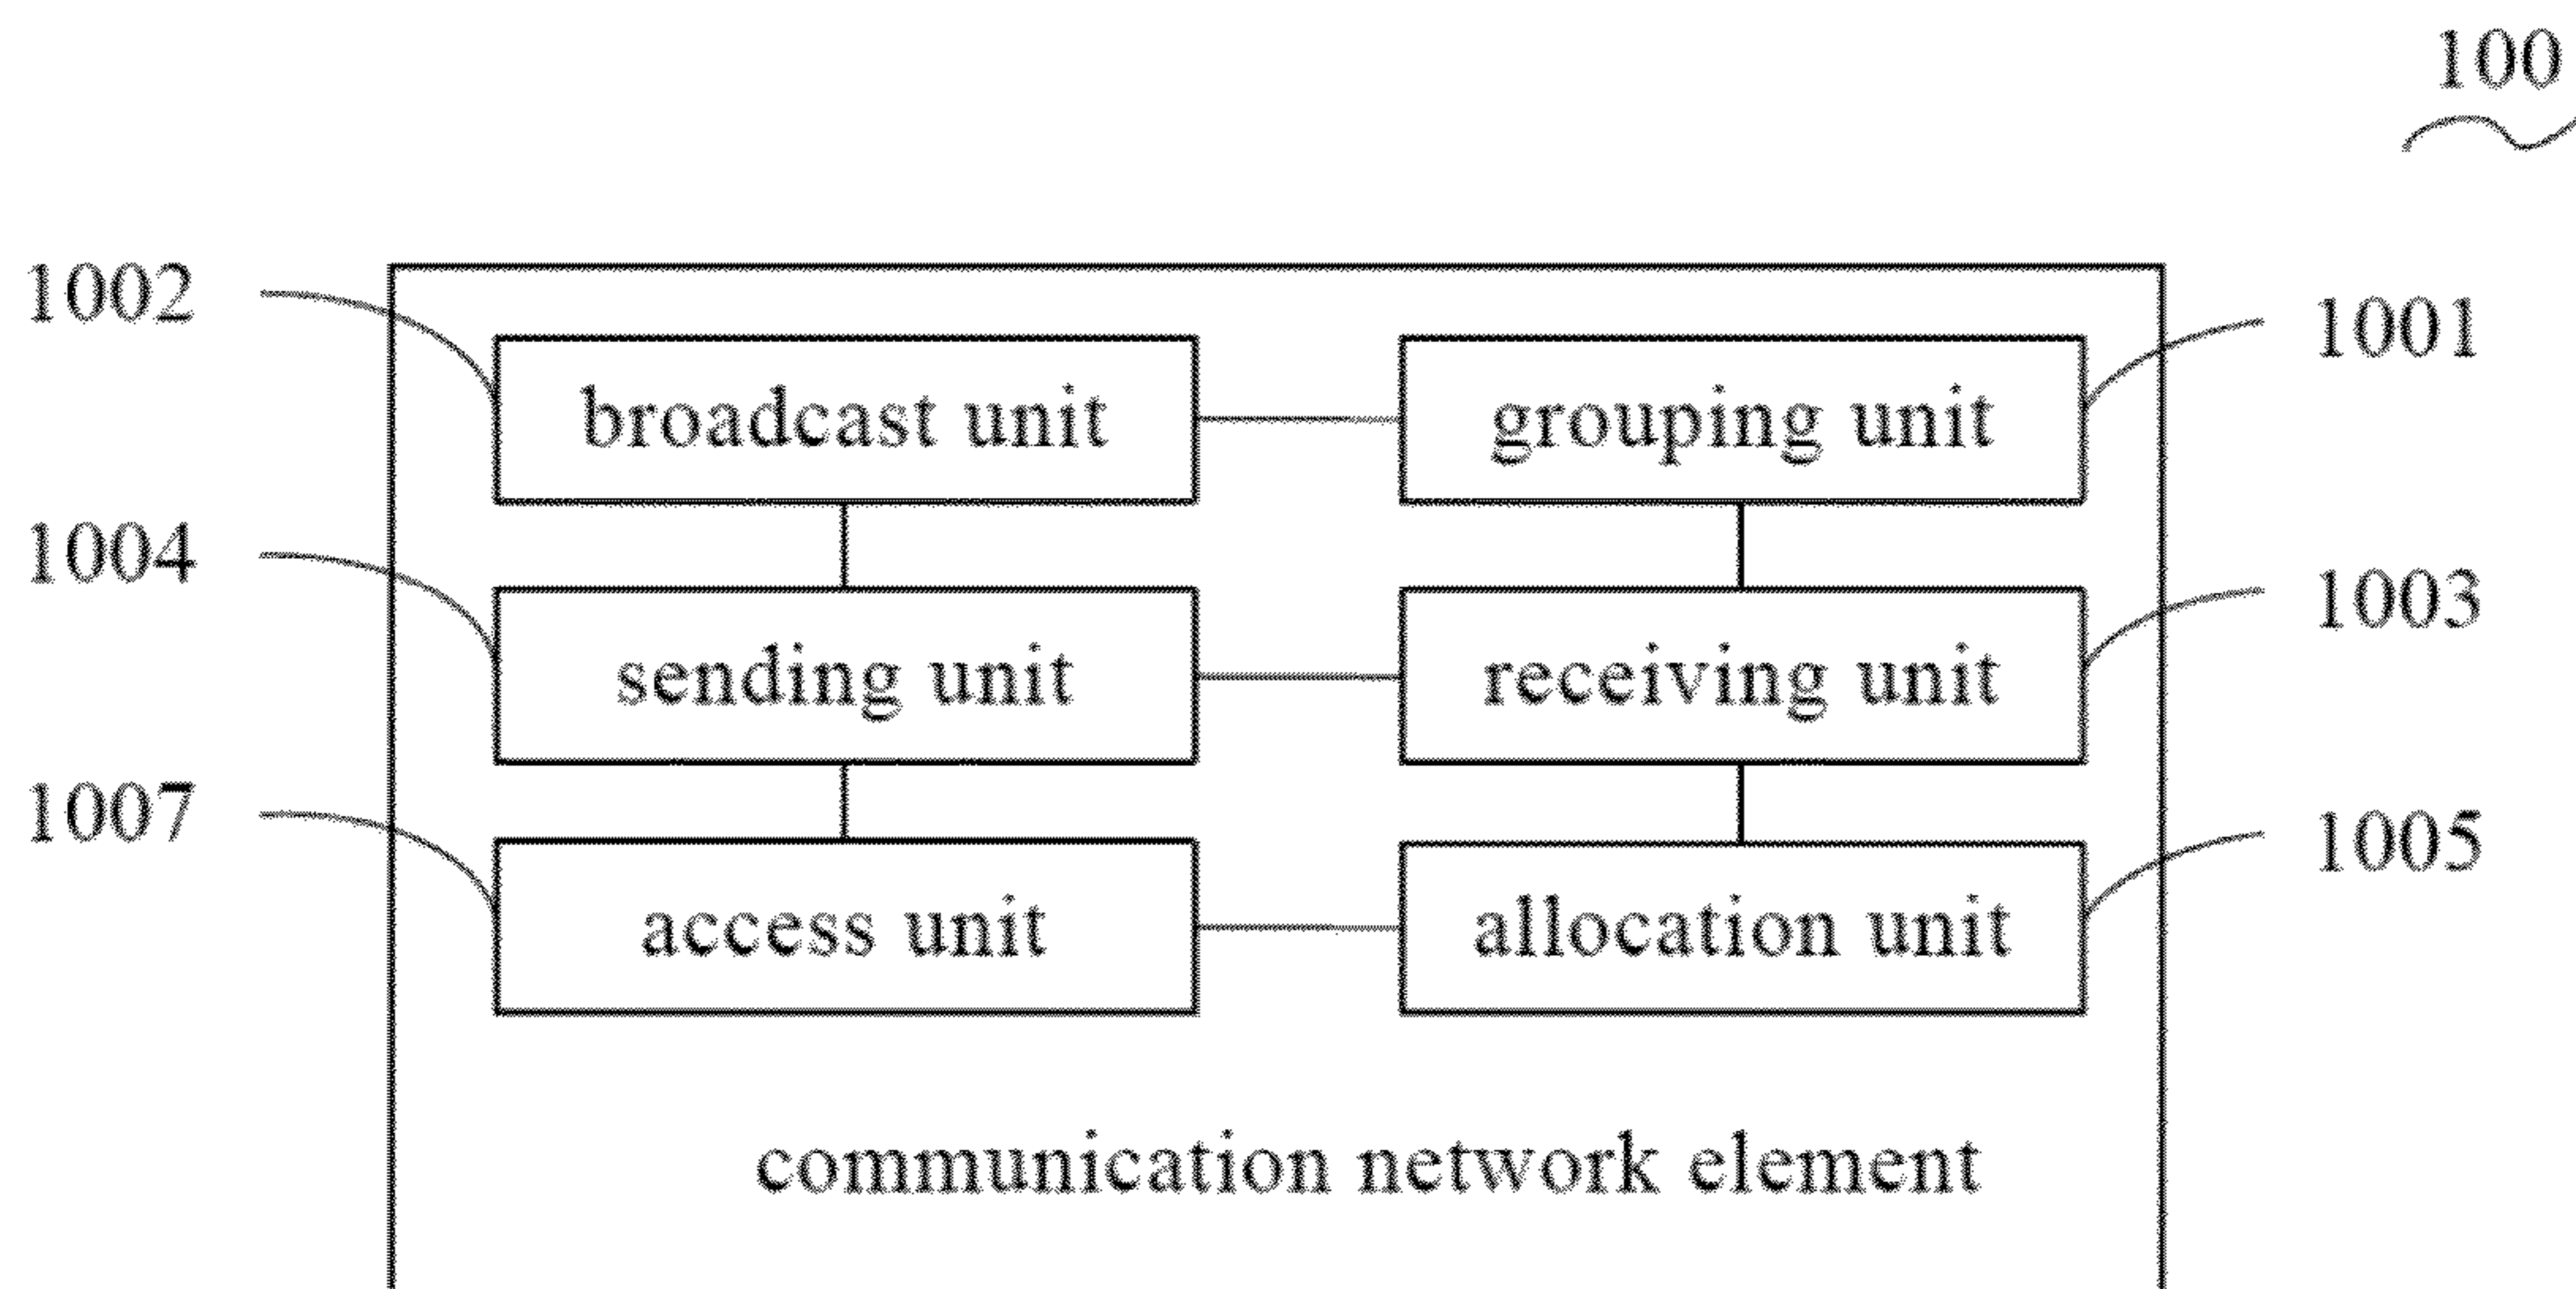 100
1002
1001
broadcast unit
grouping unit
1004
1003
sending unit
receiving unit
1007
1005
access unit
allocation unit
communication network element